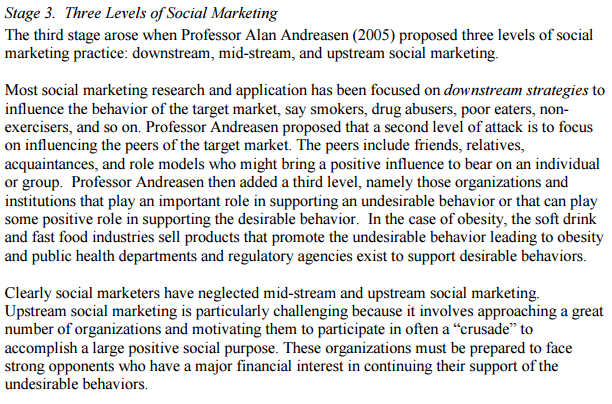 Stage 3.  Three Levels of Social Marketing
The third stage arose when Professor Alan Andreasen (2005) proposed three levels of social
marketing practice: downstream, mid-stream, and upstream social marketing.
Most social marketing research and application has been focused on downstream strategies to
influence the behavior of the target market, say smokers, drug abusers, poor eaters, non-
exercisers, and so on. Professor Andreasen proposed that a second level of attack is to focus
on influencing the peers of the target market. The peers include friends, relatives,
acquaintances, and role models who might bring a positive influence to bear on an individual
or group.  Professor Andreasen then added a third level, namely those organizations and
institutions that play an important role in supporting an undesirable behavior or that can play
some positive role in supporting the desirable behavior.  In the case of obesity, the soft drink
and fast food industries sell products that promote the undesirable behavior leading to obesity
and public health departments and regulatory agencies exist to support desirable behaviors.
Clearly social marketers have neglected mid-stream and upstream social marketing.
Upstream social marketing is particularly challenging because it involves approaching a great
number of organizations and motivating them to participate in often a “crusade” to
accomplish a large positive social purpose. These organizations must be prepared to face
strong opponents who have a major financial interest in continuing their support of the
undesirable behaviors.